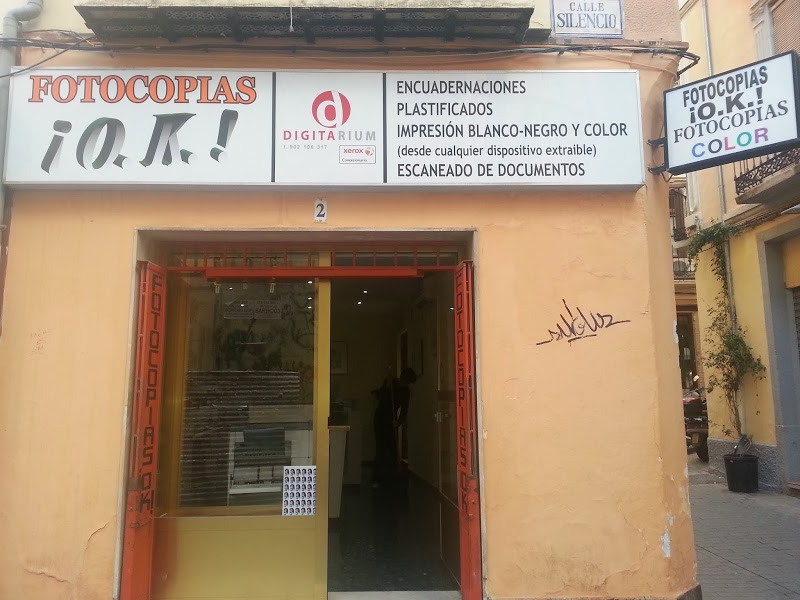 CALLE
SILENCIO
FOTOCOPIAS
¡O.K.!
DIGITARIUM
xerox
ENCUADERNACIONES
PLASTIFICADOS
IMPRESIÓN BLANCO-NEGRO Y COLOR
(desde cualquier dispositivo extraible)
ESCANEADO DE DOCUMENTOS
FOTOCOPIAS
¡O.K.!
FOTOCOPIAS
COLOR
2
FOTOCOPIAS OK!
FOTOCOPIAS OK!